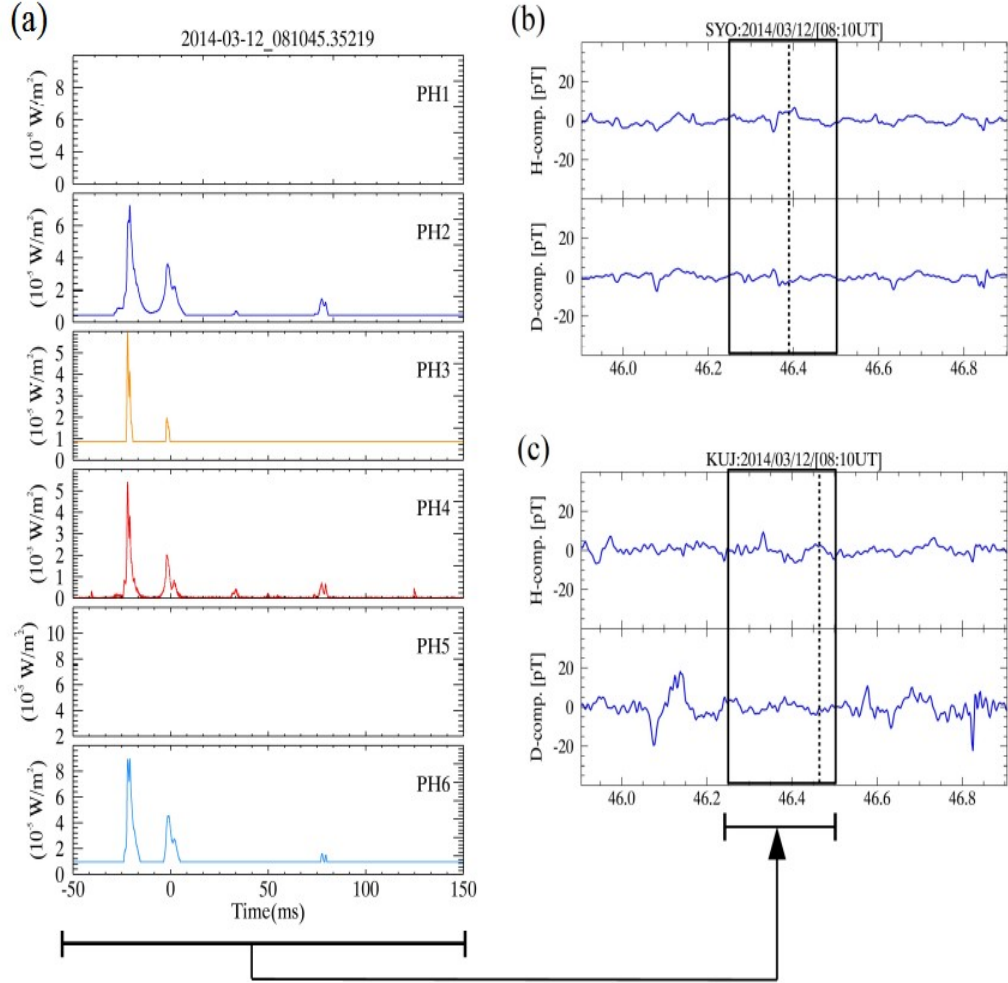 (a)
2014-03-12_081045.35219
PH1
(10⁻⁸ W/m²)
8
6
4
2
0
PH2
(10⁻⁵ W/m²)
6
4
2
0
PH3
(10⁻⁵ W/m²)
5
4
3
2
1
0
PH4
(10⁻³ W/m²)
5
4
3
2
1
0
PH5
(10⁻⁵ W/m²)
10
8
6
4
2
PH6
(10⁻⁵ W/m²)
8
6
4
2
0
-50 0 50 100 150
Time(ms)
(b)
SYO:2014/03/12/[08:10UT]
H-comp. [pT]
20
0
-20
D-comp. [pT]
20
0
-20
46.0 46.2 46.4 46.6 46.8
(c)
KUJ:2014/03/12/[08:10UT]
H-comp. [pT]
20
0
-20
D-comp. [pT]
20
0
-20
46.0 46.2 46.4 46.6 46.8